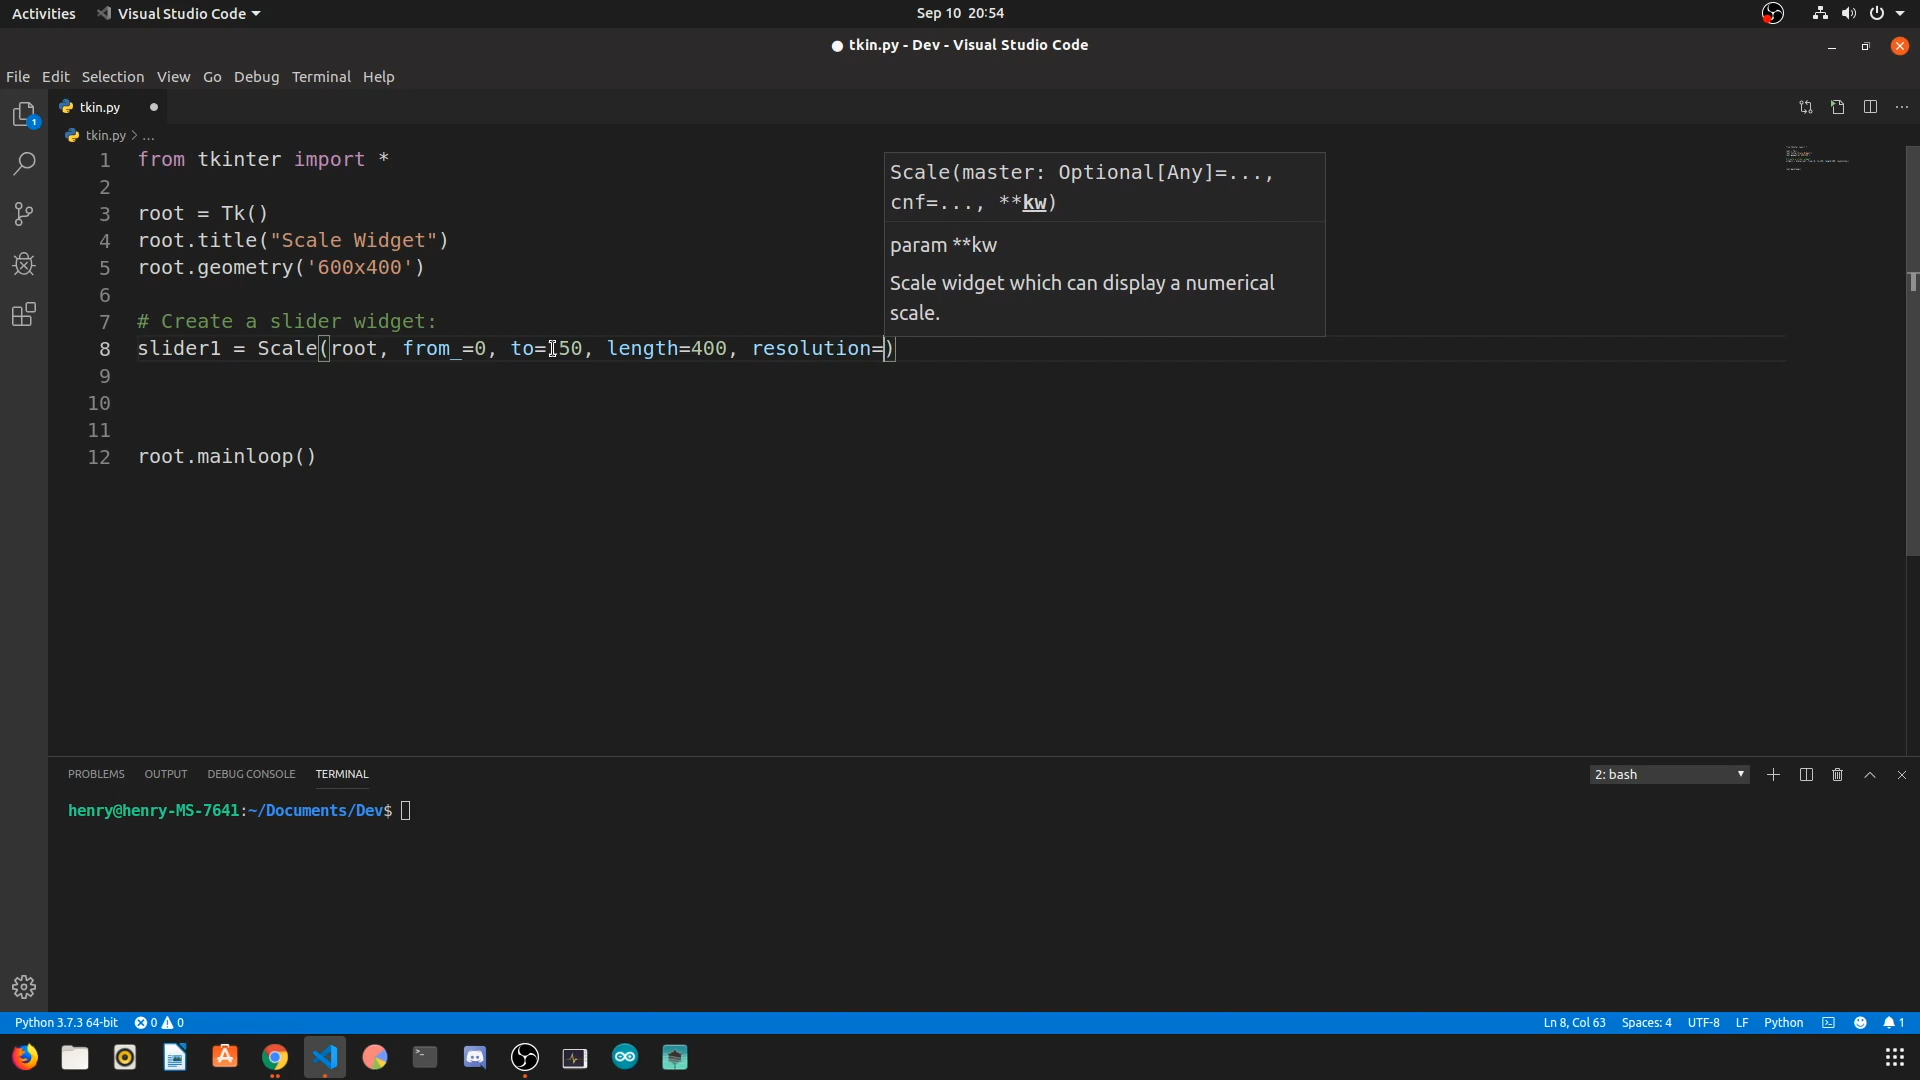 Activities Visual Studio Code Sep 10 20:54
● tkin.py - Dev - Visual Studio Code
File Edit Selection View Go Debug Terminal Help
tkin.py
tkin.py > ...
1 from tkinter import *
2
3 root = Tk()
4 root.title("Scale Widget")
5 root.geometry('600x400')
6
7 # Create a slider widget:
8 slider1 = Scale(root, from_=0, to=150, length=400, resolution=)
9
10
11
12 root.mainloop()
Scale(master: Optional[Any]=...,
cnf=..., **kw)
param **kw
Scale widget which can display a numerical
scale.
1
PROBLEMS OUTPUT DEBUG CONSOLE TERMINAL 2: bash
henry@henry-MS-7641:~/Documents/Dev$
Python 3.7.3 64-bit 0 0 Ln 8, Col 63 Spaces: 4 UTF-8 LF Python 1